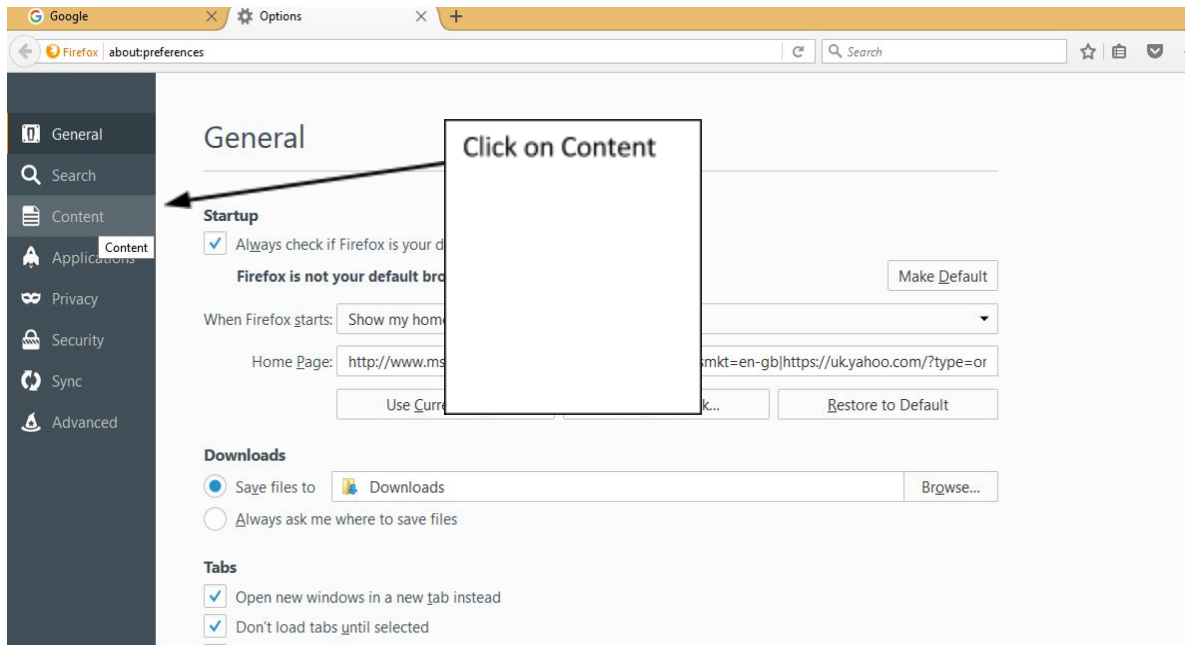 Google
Options
Firefox about:preferences
Search
General
Search
Content
Content
Applications
Privacy
Security
Sync
Advanced
General
Click on Content
Startup
Always check if Firefox is your d
Firefox is not your default bro
Make Default
When Firefox starts: Show my hom
Home Page: http://www.ms smkt=en-gb|https://uk.yahoo.com/?type=or
Use Curre k... Restore to Default
Downloads
Save files to Downloads Browse...
Always ask me where to save files
Tabs
Open new windows in a new tab instead
Don't load tabs until selected